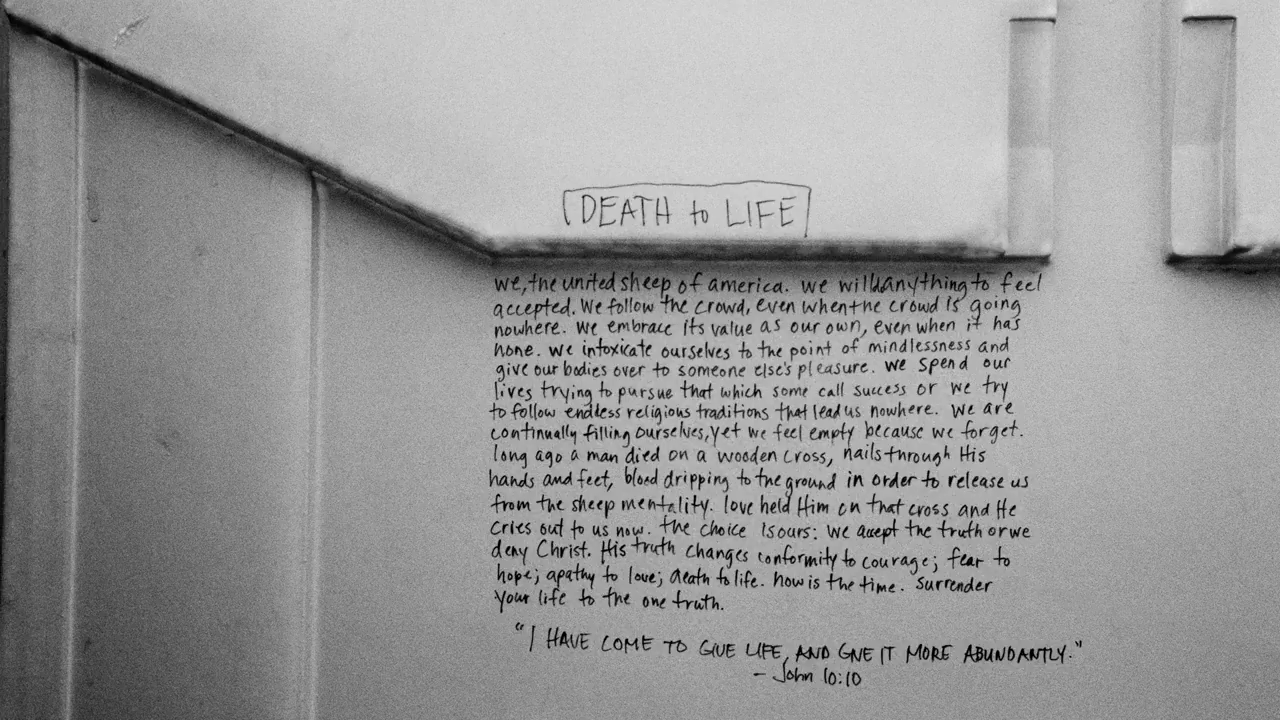 DEATH to LIFE
we, the united sheep of america. we will do anything to feel
accepted. We follow the crowd, even when the crowd is going
nowhere. We embrace its value as our own, even when it has
none. we intoxicate ourselves to the point of mindlessness and
give our bodies over to someone else's pleasure. we spend our
lives trying to pursue that which some call success or we try
to follow endless religious traditions that lead us nowhere. We are
continually filling ourselves, yet we feel empty because we forget.
long ago a man died on a wooden cross, nails through His
hands and feet, blood dripping to the ground in order to release us
from the sheep mentality. love held Him on that cross and He
cries out to us now. the choice is ours: we accept the truth or we
deny Christ. His truth changes conformity to courage; fear to
hope; apathy to love; death to life. now is the time. surrender
your life to the one truth.
"I HAVE COME TO GIVE LIFE, AND GIVE IT MORE ABUNDANTLY."
- John 10:10